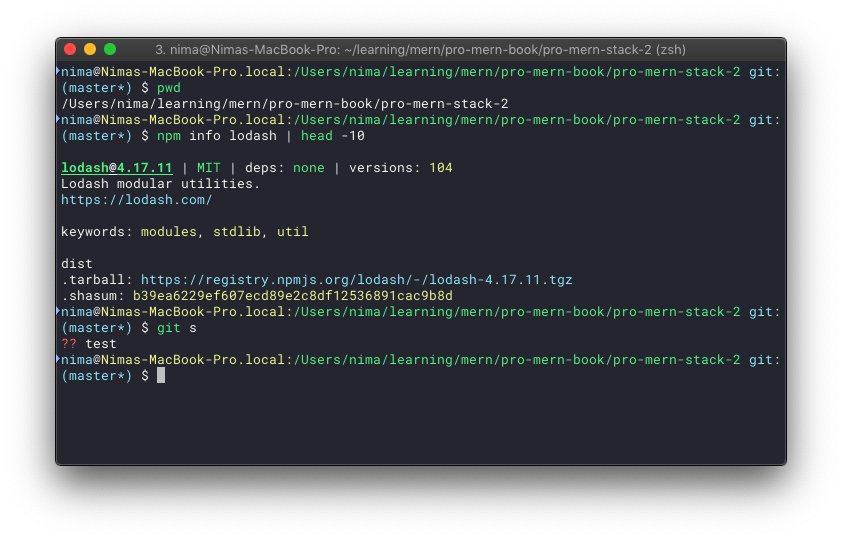 3. nima@Nimas-MacBook-Pro: ~/learning/mern/pro-mern-book/pro-mern-stack-2 (zsh)
nima@Nimas-MacBook-Pro.local:/Users/nima/learning/mern/pro-mern-book/pro-mern-stack-2 git:
(master*) $ pwd
/Users/nima/learning/mern/pro-mern-book/pro-mern-stack-2
nima@Nimas-MacBook-Pro.local:/Users/nima/learning/mern/pro-mern-book/pro-mern-stack-2 git:
(master*) $ npm info lodash | head -10
lodash@4.17.11 | MIT | deps: none | versions: 104
Lodash modular utilities.
https://lodash.com/
keywords: modules, stdlib, util
dist
.tarball: https://registry.npmjs.org/lodash/-/lodash-4.17.11.tgz
.shasum: b39ea6229ef607ecd89e2c8df12536891cac9b8d
nima@Nimas-MacBook-Pro.local:/Users/nima/learning/mern/pro-mern-book/pro-mern-stack-2 git:
(master*) $ git s
?? test
nima@Nimas-MacBook-Pro.local:/Users/nima/learning/mern/pro-mern-book/pro-mern-stack-2 git:
(master*) $